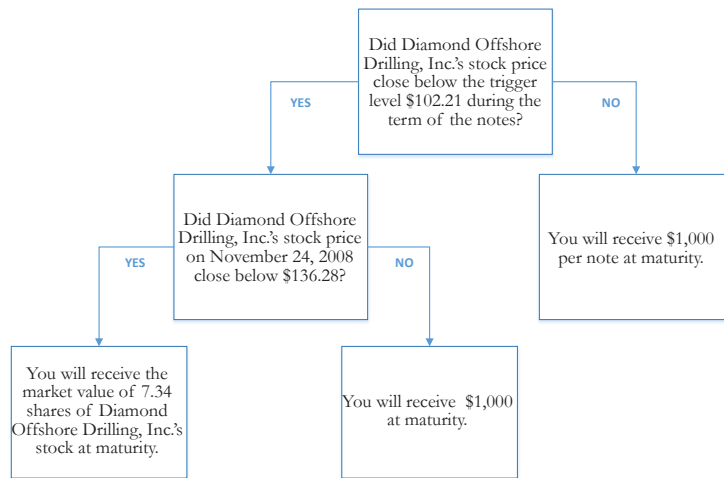 Did Diamond Offshore
Drilling, Inc.'s stock price
close below the trigger
level $102.21 during the
term of the notes?
YES
NO
Did Diamond Offshore
Drilling, Inc.'s stock price
on November 24, 2008
close below $136.28?
You will receive $1,000
per note at maturity.
YES
NO
You will receive the
market value of 7.34
shares of Diamond
Offshore Drilling, Inc.'s
stock at maturity.
You will receive $1,000
at maturity.